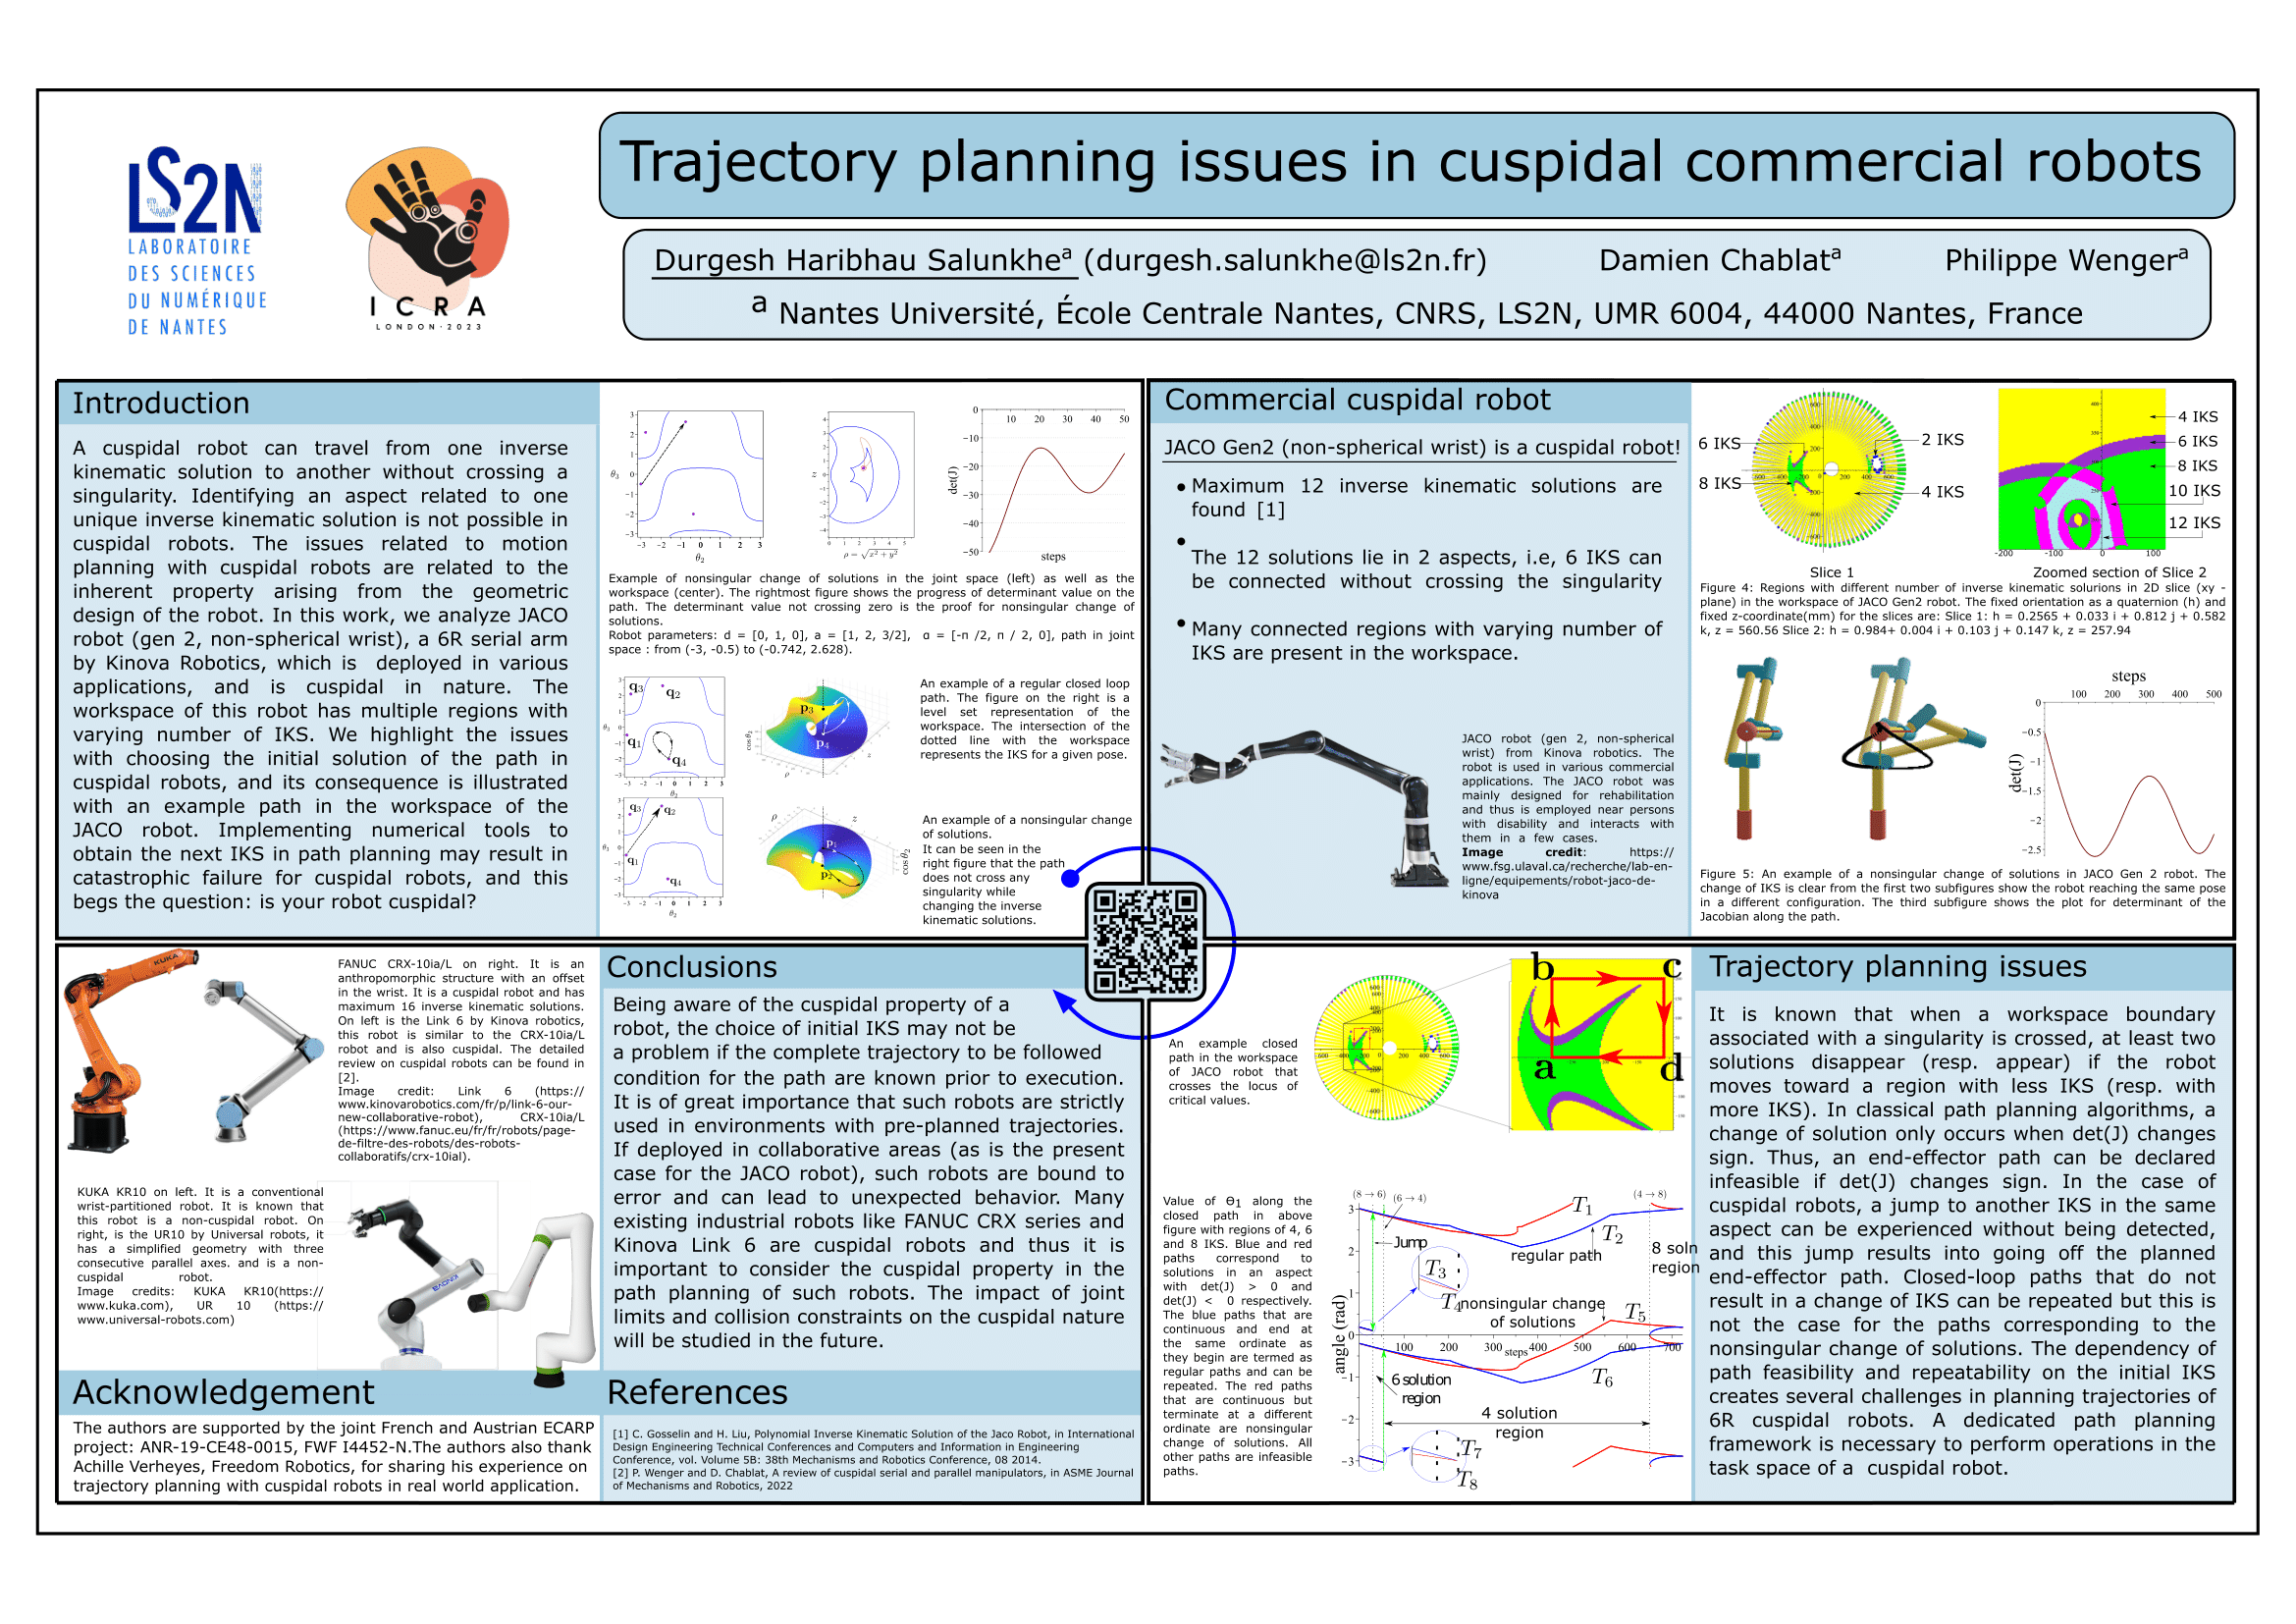 LS2N
LABORATOIRE
DES SCIENCES
DU NUMÉRIQUE
DE NANTES
ICRA
LONDON·2023
Trajectory planning issues in cuspidal commercial robots
Durgesh Haribhau Salunkheᵃ (durgesh.salunkhe@ls2n.fr) Damien Chablatᵃ Philippe Wengerᵃ
ᵃ Nantes Université, École Centrale Nantes, CNRS, LS2N, UMR 6004, 44000 Nantes, France
Introduction
A cuspidal robot can travel from one inverse
kinematic solution to another without crossing a
singularity. Identifying an aspect related to one
unique inverse kinematic solution is not possible in
cuspidal robots. The issues related to motion
planning with cuspidal robots are related to the
inherent property arising from the geometric
design of the robot. In this work, we analyze JACO
robot (gen 2, non-spherical wrist), a 6R serial arm
by Kinova Robotics, which is deployed in various
applications, and is cuspidal in nature. The
workspace of this robot has multiple regions with
varying number of IKS. We highlight the issues
with choosing the initial solution of the path in
cuspidal robots, and its consequence is illustrated
with an example path in the workspace of the
JACO robot. Implementing numerical tools to
obtain the next IKS in path planning may result in
catastrophic failure for cuspidal robots, and this
begs the question: is your robot cuspidal?
θ₃
θ₂
z
ρ = √x² + y²
det(J)
steps
Example of nonsingular change of solutions in the joint space (left) as well as the
workspace (center). The rightmost figure shows the progress of determinant value on the
path. The determinant value not crossing zero is the proof for nonsingular change of
solutions.
Robot parameters: d = [0, 1, 0], a = [1, 2, 3/2], α = [-π /2, π / 2, 0], path in joint
space : from (-3, -0.5) to (-0.742, 2.628).
q₃ q₂
q₁
q₄
p₃
p₄
An example of a regular closed loop
path. The figure on the right is a
level set representation of the
workspace. The intersection of the
dotted line with the workspace
represents the IKS for a given pose.
q₃
q₂
q₁
q₄
p₁
p₂
An example of a nonsingular change
of solutions.
It can be seen in the
right figure that the path
does not cross any
singularity while
changing the inverse
kinematic solutions.
Commercial cuspidal robot
JACO Gen2 (non-spherical wrist) is a cuspidal robot!
• Maximum 12 inverse kinematic solutions are
found [1]
•
The 12 solutions lie in 2 aspects, i.e, 6 IKS can
be connected without crossing the singularity
• Many connected regions with varying number of
IKS are present in the workspace.
JACO robot (gen 2, non-spherical
wrist) from Kinova robotics. The
robot is used in various commercial
applications. The JACO robot was
mainly designed for rehabilitation
and thus is employed near persons
with disability and interacts with
them in a few cases.
Image credit: https://
www.fsg.ulaval.ca/recherche/lab-en-
ligne/equipements/robot-jaco-de-
kinova
6 IKS
8 IKS
2 IKS
4 IKS
Slice 1
4 IKS
6 IKS
8 IKS
10 IKS
12 IKS
-200 -100 0 100
Zoomed section of Slice 2
Figure 4: Regions with different number of inverse kinematic solurions in 2D slice (xy -
plane) in the workspace of JACO Gen2 robot. The fixed orientation as a quaternion (h) and
fixed z-coordinate(mm) for the slices are: Slice 1: h = 0.2565 + 0.033 i + 0.812 j + 0.582
k, z = 560.56 Slice 2: h = 0.984+ 0.004 i + 0.103 j + 0.147 k, z = 257.94
steps
100 200 300 400 500
0
-0.5
-1
-1.5
-2
-2.5
det(J)
Figure 5: An example of a nonsingular change of solutions in JACO Gen 2 robot. The
change of IKS is clear from the first two subfigures show the robot reaching the same pose
in a different configuration. The third subfigure shows the plot for determinant of the
Jacobian along the path.
KUKA
FANUC CRX-10ia/L on right. It is an
anthropomorphic structure with an offset
in the wrist. It is a cuspidal robot and has
maximum 16 inverse kinematic solutions.
On left is the Link 6 by Kinova robotics,
this robot is similar to the CRX-10ia/L
robot and is also cuspidal. The detailed
review on cuspidal robots can be found in
[2].
Image credit: Link 6 (https://
www.kinovarobotics.com/fr/p/link-6-our-
new-collaborative-robot), CRX-10ia/L
(https://www.fanuc.eu/fr/fr/robots/page-
de-filtre-des-robots/des-robots-
collaboratifs/crx-10ial).
KUKA KR10 on left. It is a conventional
wrist-partitioned robot. It is known that
this robot is a non-cuspidal robot. On
right, is the UR10 by Universal robots, it
has a simplified geometry with three
consecutive parallel axes. and is a non-
cuspidal robot.
Image credits: KUKA KR10(https://
www.kuka.com), UR 10 (https://
www.universal-robots.com)
Acknowledgement
The authors are supported by the joint French and Austrian ECARP
project: ANR-19-CE48-0015, FWF I4452-N.The authors also thank
Achille Verheyes, Freedom Robotics, for sharing his experience on
trajectory planning with cuspidal robots in real world application.
Conclusions
Being aware of the cuspidal property of a
robot, the choice of initial IKS may not be
a problem if the complete trajectory to be followed
condition for the path are known prior to execution.
It is of great importance that such robots are strictly
used in environments with pre-planned trajectories.
If deployed in collaborative areas (as is the present
case for the JACO robot), such robots are bound to
error and can lead to unexpected behavior. Many
existing industrial robots like FANUC CRX series and
Kinova Link 6 are cuspidal robots and thus it is
important to consider the cuspidal property in the
path planning of such robots. The impact of joint
limits and collision constraints on the cuspidal nature
will be studied in the future.
References
[1] C. Gosselin and H. Liu, Polynomial Inverse Kinematic Solution of the Jaco Robot, in International
Design Engineering Technical Conferences and Computers and Information in Engineering
Conference, vol. Volume 5B: 38th Mechanisms and Robotics Conference, 08 2014.
[2] P. Wenger and D. Chablat, A review of cuspidal serial and parallel manipulators, in ASME Journal
of Mechanisms and Robotics, 2022
An example closed
path in the workspace
of JACO robot that
crosses the locus of
critical values.
b c
a d
Value of Θ₁ along the
closed path in above
figure with regions of 4, 6
and 8 IKS. Blue and red
paths correspond to
solutions in an aspect
with det(J) > 0 and
det(J) < 0 respectively.
The blue paths that are
continuous and end at
the same ordinate as
they begin are termed as
regular paths and can be
repeated. The red paths
that are continuous but
terminate at a different
ordinate are nonsingular
change of solutions. All
other paths are infeasible
paths.
(8 → 6) (6 → 4) (4 → 8)
T₁
T₂
Jump
regular path
8 soln
region
T₃
T₄
nonsingular change
of solutions
T₅
angle (rad)
100 200 300 steps 400 500 600 700
6 solution
region
T₆
4 solution
region
T₇
T₈
Trajectory planning issues
It is known that when a workspace boundary
associated with a singularity is crossed, at least two
solutions disappear (resp. appear) if the robot
moves toward a region with less IKS (resp. with
more IKS). In classical path planning algorithms, a
change of solution only occurs when det(J) changes
sign. Thus, an end-effector path can be declared
infeasible if det(J) changes sign. In the case of
cuspidal robots, a jump to another IKS in the same
aspect can be experienced without being detected,
and this jump results into going off the planned
end-effector path. Closed-loop paths that do not
result in a change of IKS can be repeated but this is
not the case for the paths corresponding to the
nonsingular change of solutions. The dependency of
path feasibility and repeatability on the initial IKS
creates several challenges in planning trajectories of
6R cuspidal robots. A dedicated path planning
framework is necessary to perform operations in the
task space of a cuspidal robot.